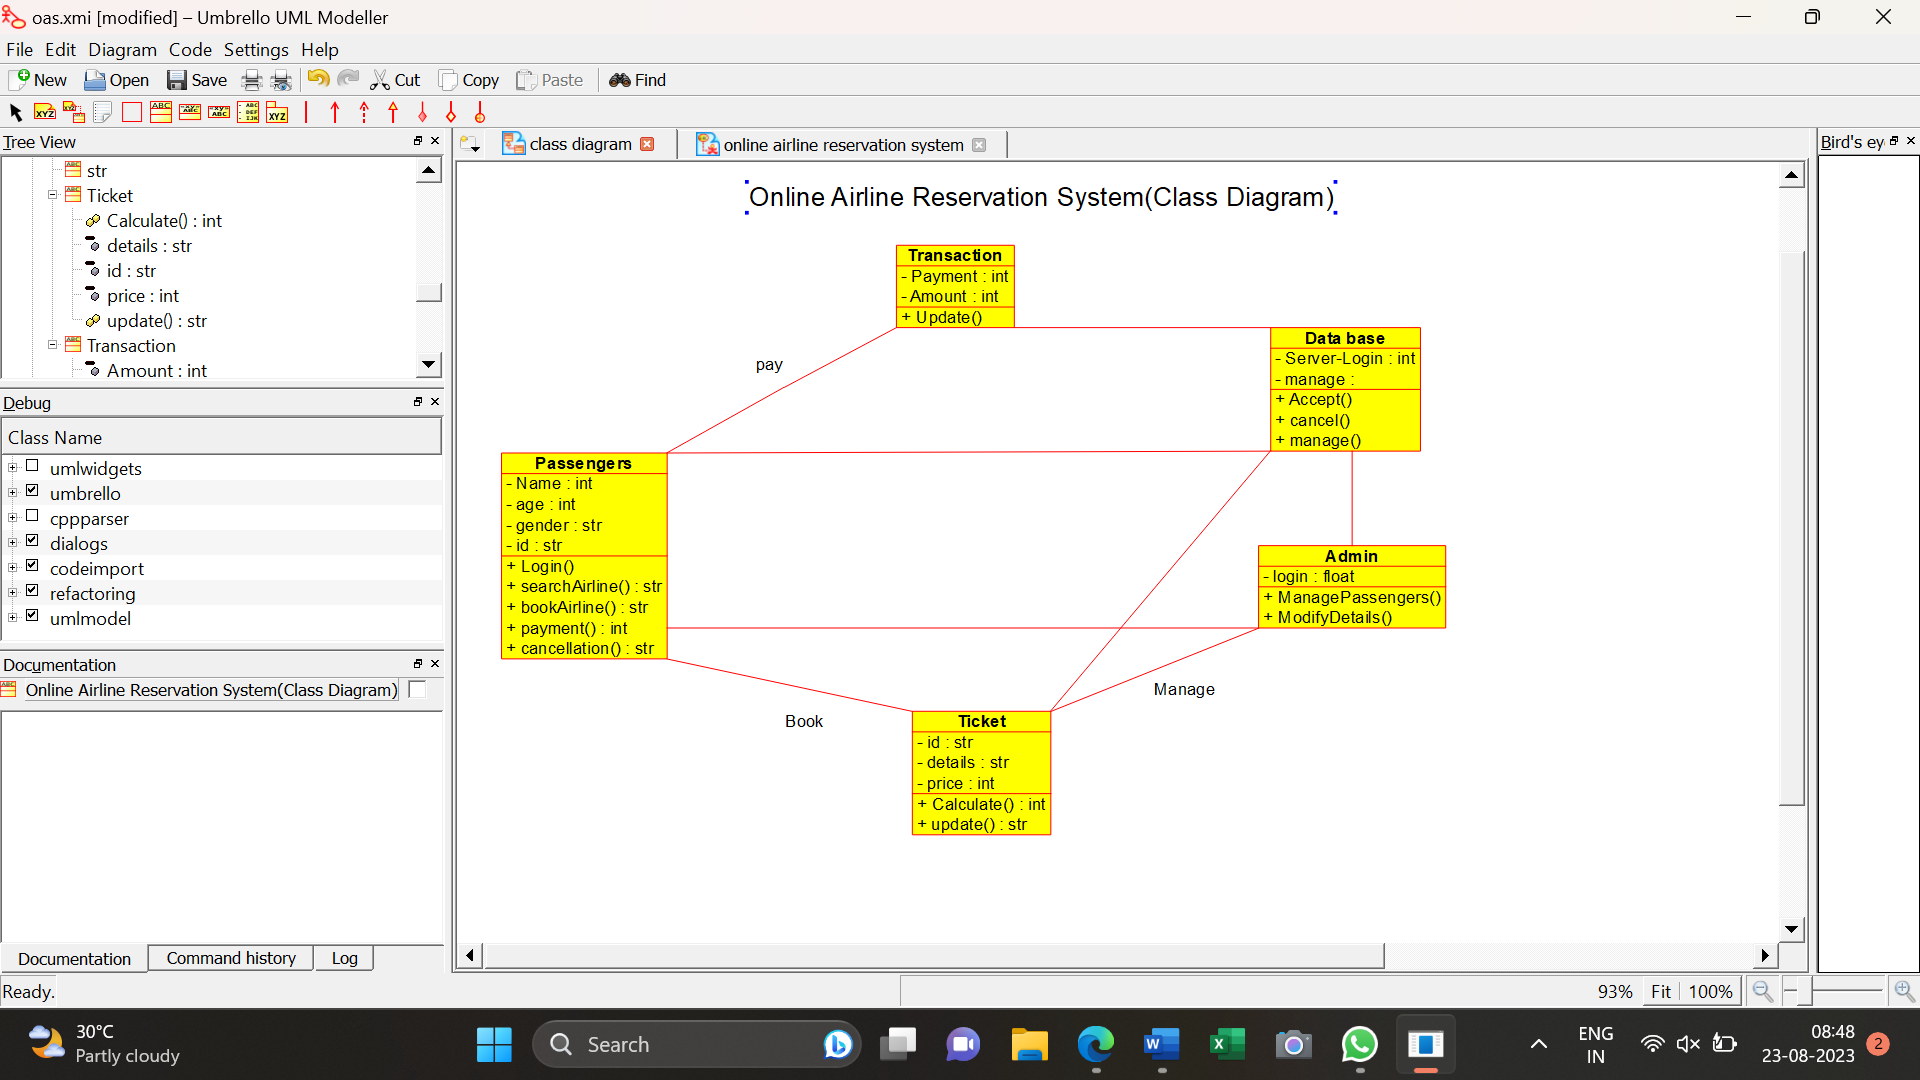 oas.xmi [modified] – Umbrello UML Modeller
File Edit Diagram Code Settings Help
New Open Save Cut Copy Paste Find
Tree View
class diagram
online airline reservation system
Bird's ey
str
Ticket
Calculate() : int
details : str
id : str
price : int
update() : str
Transaction
Amount : int
Debug
Class Name
umlwidgets
umbrello
cppparser
dialogs
codeimport
refactoring
umlmodel
Documentation
Online Airline Reservation System(Class Diagram)
Documentation Command history Log
Online Airline Reservation System(Class Diagram)
Transaction
- Payment : int
- Amount : int
+ Update()
pay
Data base
- Server-Login : int
- manage :
+ Accept()
+ cancel()
+ manage()
Passengers
- Name : int
- age : int
- gender : str
- id : str
+ Login()
+ searchAirline() : str
+ bookAirline() : str
+ payment() : int
+ cancellation() : str
Admin
- login : float
+ ManagePassengers()
+ ModifyDetails()
Manage
Book
Ticket
- id : str
- details : str
- price : int
+ Calculate() : int
+ update() : str
Ready.
93% Fit 100%
30°C
Partly cloudy
Search
ENG
IN
08:48
23-08-2023
2